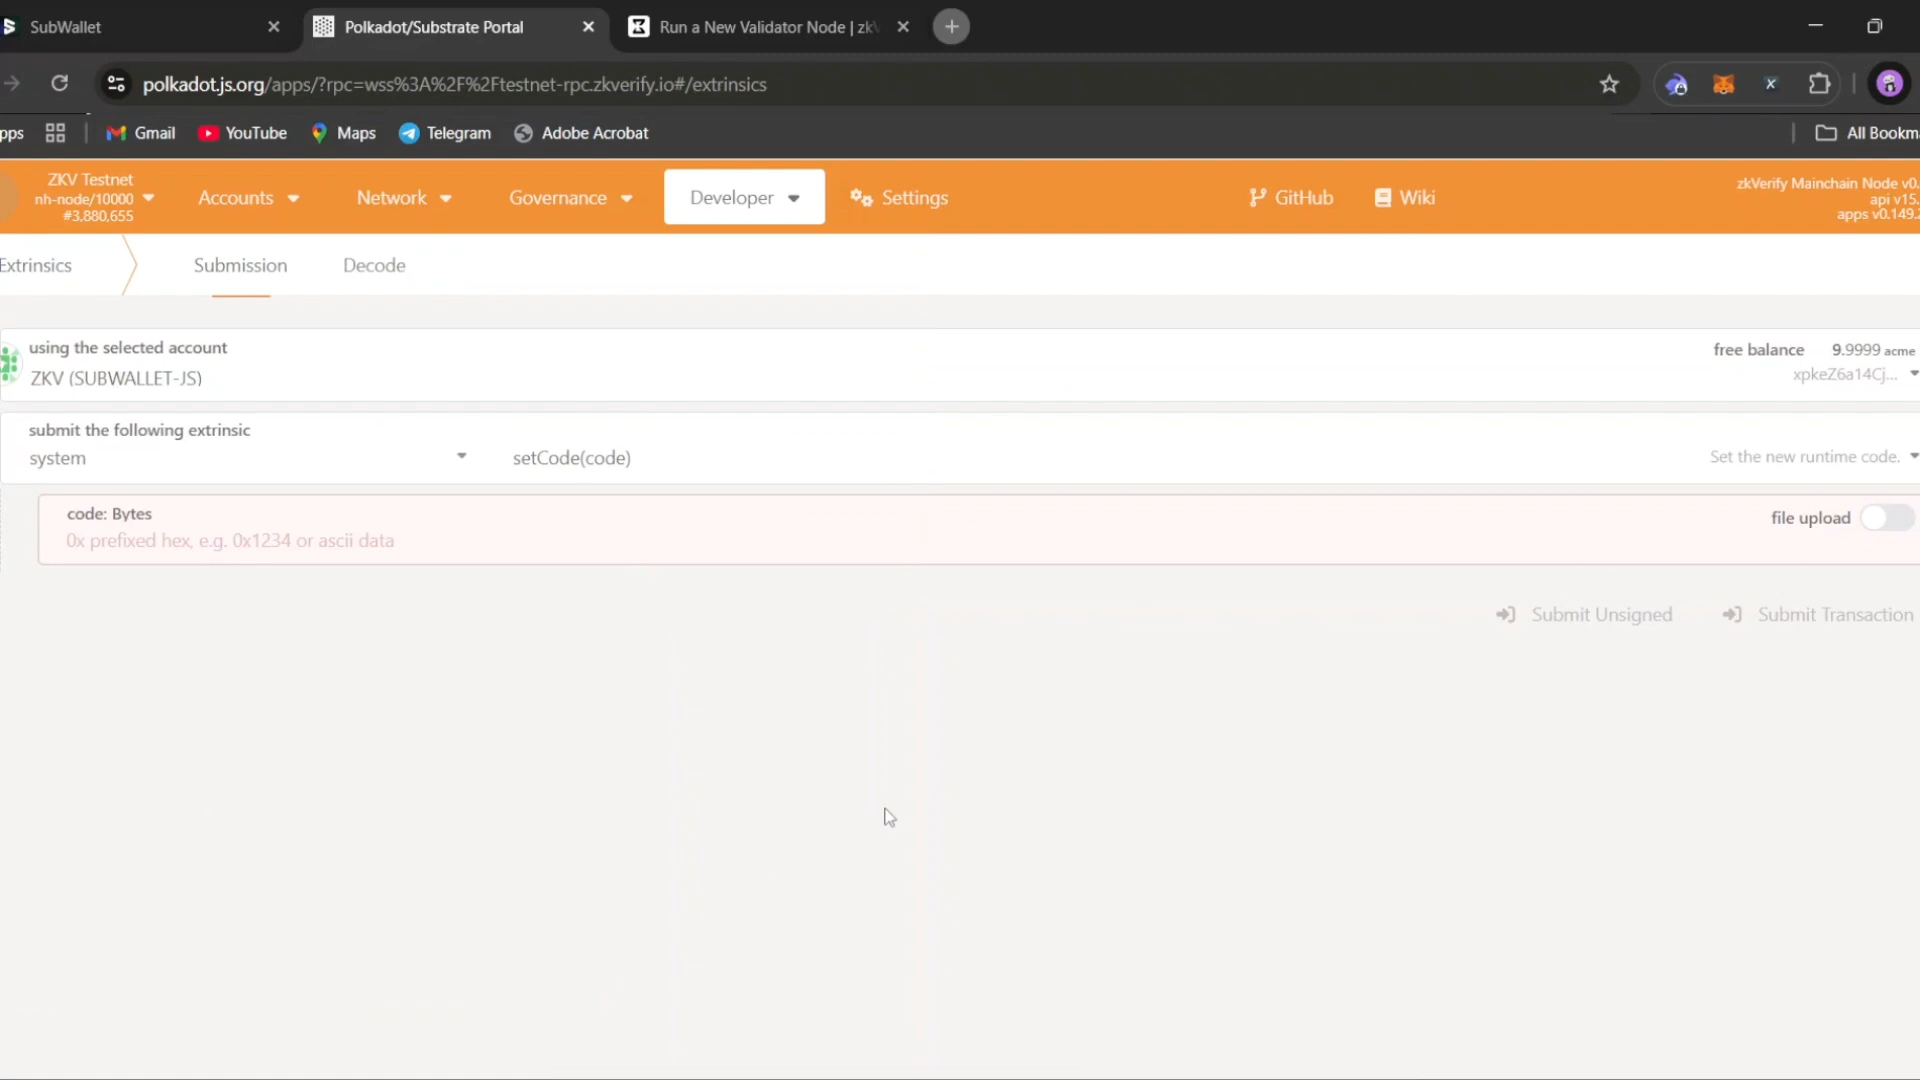 SubWallet
Polkadot/Substrate Portal
Run a New Validator Node | zkV
polkadot.js.org/apps/?rpc=wss%3A%2F%2Ftestnet-rpc.zkverify.io#/extrinsics
pps
Gmail
YouTube
Maps
Telegram
Adobe Acrobat
All Bookma
ZKV Testnet
nh-node/10000
#3,880,655
Accounts
Network
Governance
Developer
Settings
GitHub
Wiki
zkVerify Mainchain Node v0.
api v15.
apps v0.149.2
Extrinsics
Submission
Decode
using the selected account
ZKV (SUBWALLET-JS)
free balance 9.9999 acme
xpkeZ6a14Cj...
submit the following extrinsic
system
setCode(code)
Set the new runtime code.
code: Bytes
0x prefixed hex, e.g. 0x1234 or ascii data
file upload
Submit Unsigned
Submit Transaction